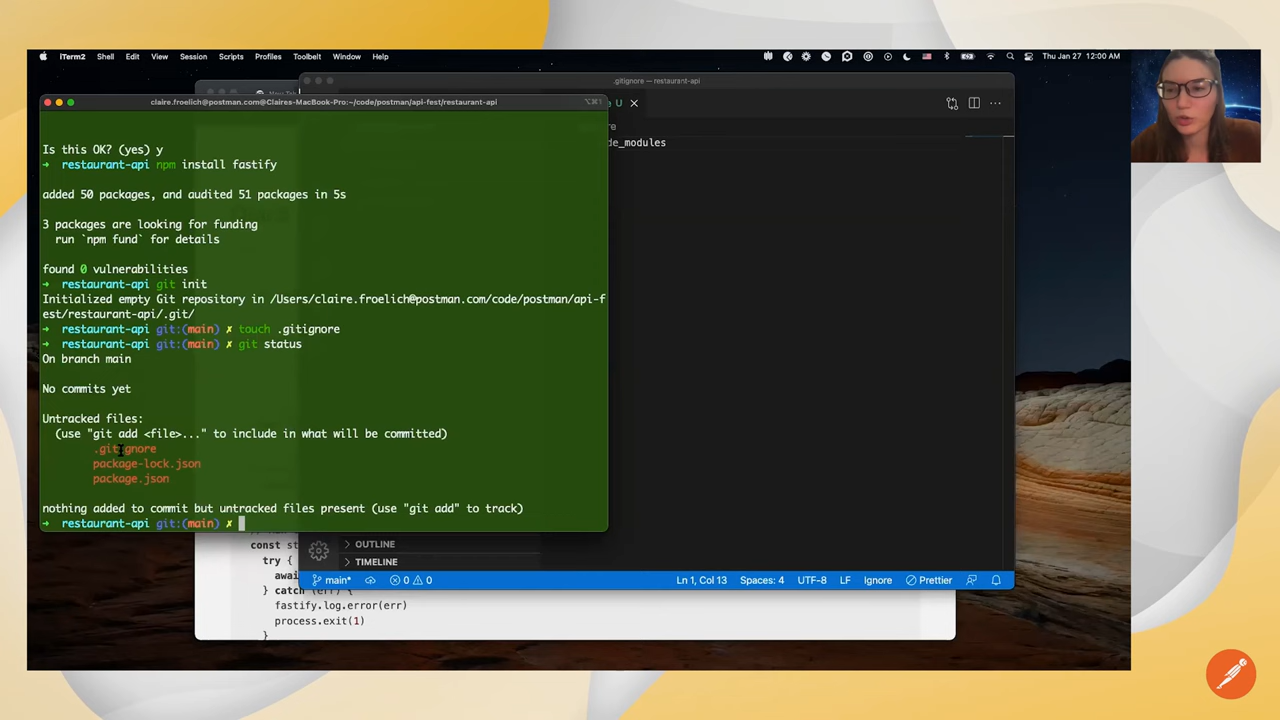 iTerm2 Shell Edit View Session Scripts Profiles Toolbelt Window Help
Thu Jan 27 12:00 AM
.gitignore — restaurant-api
claire.froelich@postman.com@Claires-MacBook-Pro:~/code/postman/api-fest/restaurant-api
⌥⌘1
U
de_modules
Is this OK? (yes) y
➜ restaurant-api npm install fastify
added 50 packages, and audited 51 packages in 5s
3 packages are looking for funding
run `npm fund` for details
found 0 vulnerabilities
➜ restaurant-api git init
Initialized empty Git repository in /Users/claire.froelich@postman.com/code/postman/api-f
est/restaurant-api/.git/
➜ restaurant-api git:(main) ✗ touch .gitignore
➜ restaurant-api git:(main) ✗ git status
On branch main
No commits yet
Untracked files:
(use "git add <file>..." to include in what will be committed)
.gitignore
package-lock.json
package.json
nothing added to commit but untracked files present (use "git add" to track)
➜ restaurant-api git:(main) ✗
const st
try {
awai
} catch (err) {
fastify.log.error(err)
process.exit(1)
}
OUTLINE
TIMELINE
main* 0 0
Ln 1, Col 13 Spaces: 4 UTF-8 LF Ignore Prettier